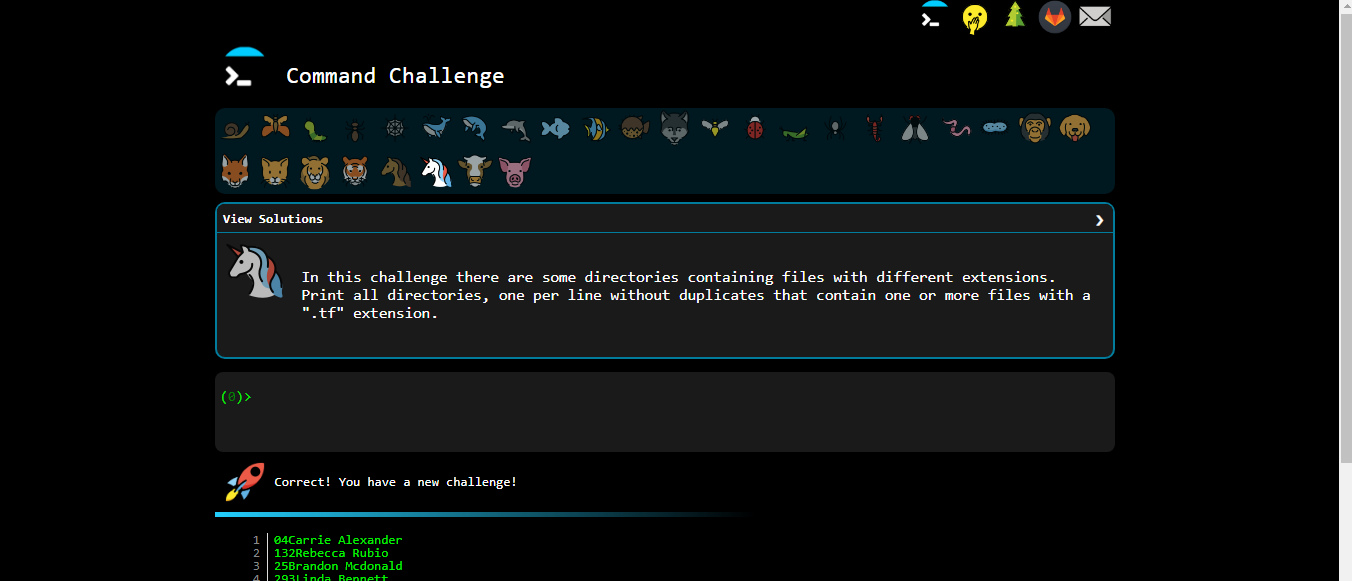 Command Challenge
View Solutions
In this challenge there are some directories containing files with different extensions.
Print all directories, one per line without duplicates that contain one or more files with a
".tf" extension.
(0)>
Correct! You have a new challenge!
1 04Carrie Alexander
2 132Rebecca Rubio
3 25Brandon Mcdonald
4 293Linda Bennett